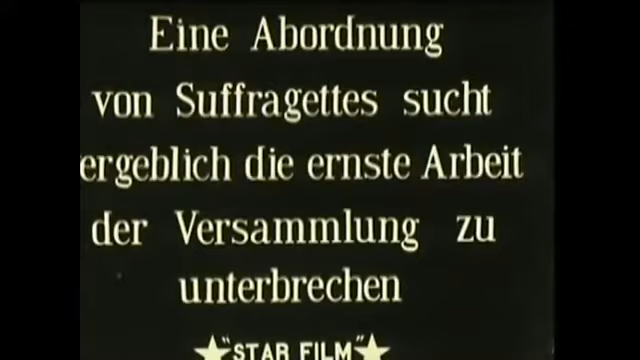 Eine Abordnung
von Suffragettes sucht
ergeblich die ernste Arbeit
der Versammlung zu
unterbrechen
"STAR FILM"